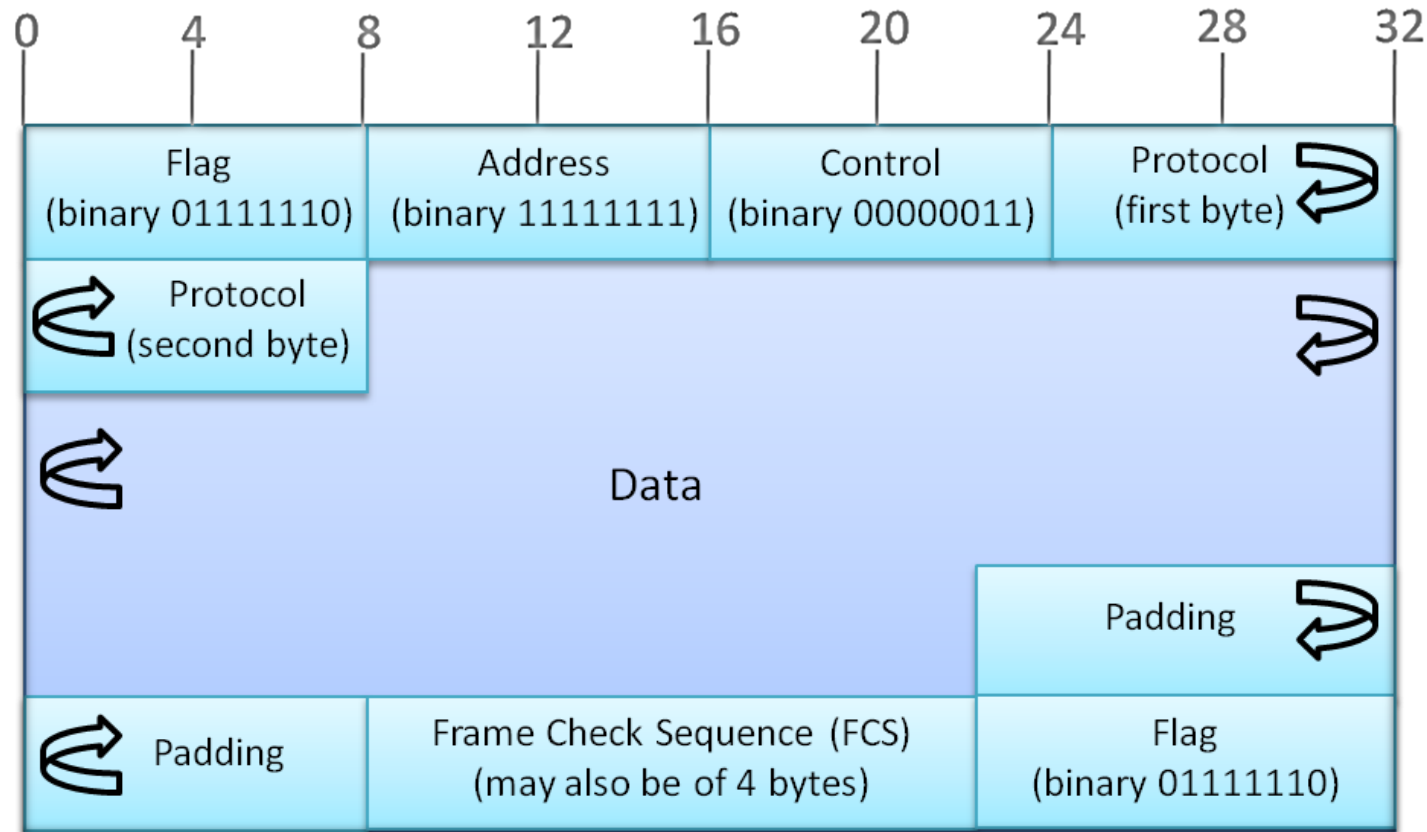 0 4 8 12 16 20 24 28 32
Flag
(binary 01111110)
Address
(binary 11111111)
Control
(binary 00000011)
Protocol
(first byte)
Protocol
(second byte)
Data
Padding
Padding
Frame Check Sequence (FCS)
(may also be of 4 bytes)
Flag
(binary 01111110)